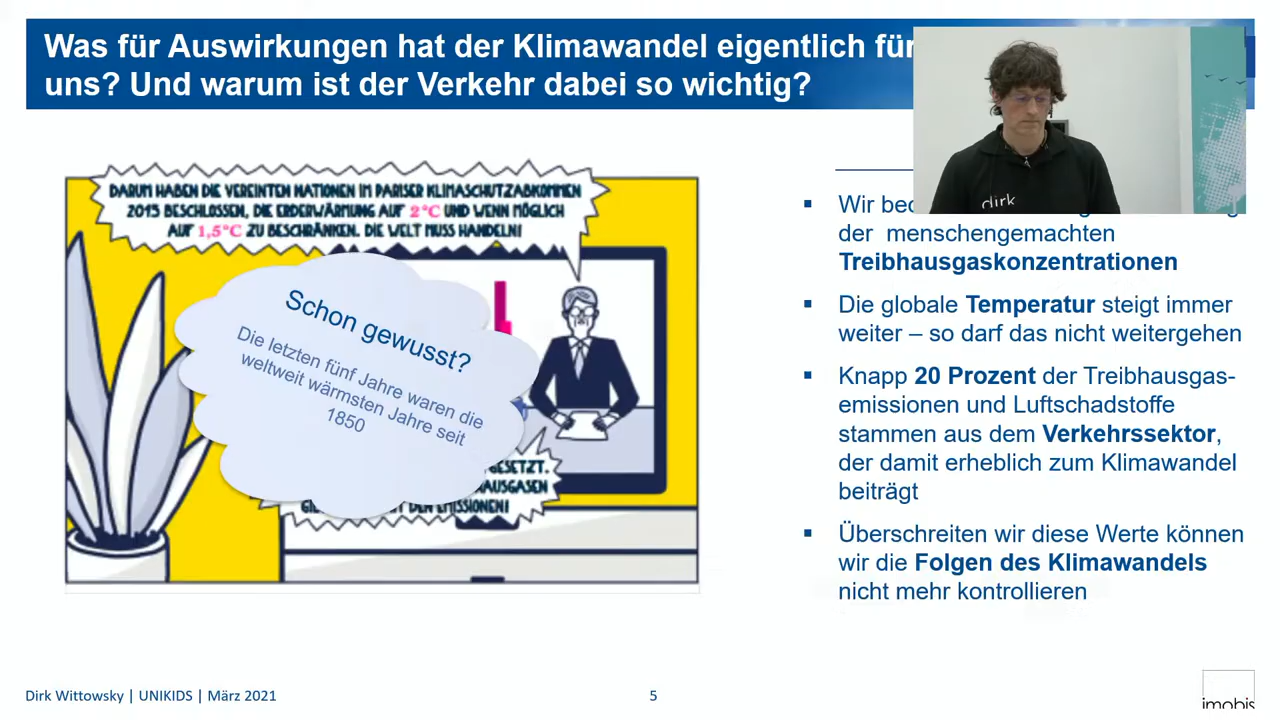 Was für Auswirkungen hat der Klimawandel eigentlich für
uns? Und warum ist der Verkehr dabei so wichtig?
dirk
DARUM HABEN DIE VEREINTEN NATIONEN IM PARISER KLIMASCHUTZABKOMMEN
2015 BESCHLOSSEN, DIE ERDERWÄRMUNG AUF 2°C UND WENN MÖGLICH
AUF 1,5°C ZU BESCHRÄNKEN. DIE WELT MUSS HANDELN!
Schon gewusst?
Die letzten fünf Jahre waren die
weltweit wärmsten Jahre seit
1850
GESETZT.
DEN EMISSIONEN!
Wir
der menschengemachten
Treibhausgaskonzentrationen
Die globale Temperatur steigt immer
weiter – so darf das nicht weitergehen
Knapp 20 Prozent der Treibhausgas-
emissionen und Luftschadstoffe
stammen aus dem Verkehrssektor,
der damit erheblich zum Klimawandel
beiträgt
Überschreiten wir diese Werte können
wir die Folgen des Klimawandels
nicht mehr kontrollieren
Dirk Wittowsky | UNIKIDS | März 2021
5
imobis